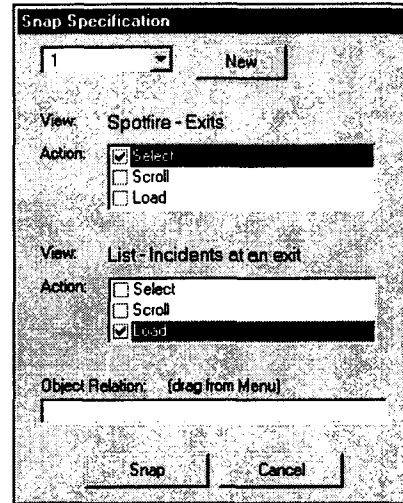 Snap Specification
1 New
View: Spotfire - Exits
Action: Select
Scroll
Load
View: List - Incidents at an exit
Action: Select
Scroll
Load
Object Relation: (drag from Menu)
Snap Cancel